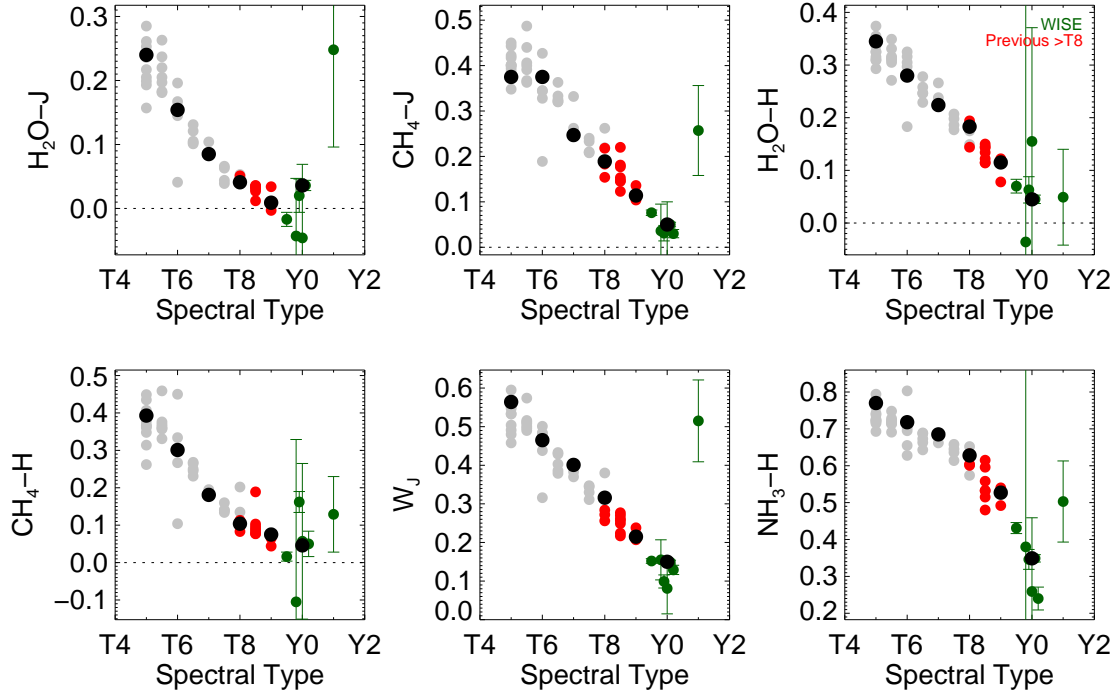 H₂O−J
0.3
0.2
0.1
0.0
T4 T6 T8 Y0 Y2
Spectral Type
CH₄−J
0.5
0.4
0.3
0.2
0.1
0.0
T4 T6 T8 Y0 Y2
Spectral Type
H₂O−H
0.4
0.3
0.2
0.1
0.0
WISE
Previous >T8
T4 T6 T8 Y0 Y2
Spectral Type
CH₄−H
0.5
0.4
0.3
0.2
0.1
0.0
−0.1
T4 T6 T8 Y0 Y2
Spectral Type
W_J
0.6
0.5
0.4
0.3
0.2
0.1
0.0
T4 T6 T8 Y0 Y2
Spectral Type
NH₃−H
0.8
0.7
0.6
0.5
0.4
0.3
0.2
T4 T6 T8 Y0 Y2
Spectral Type